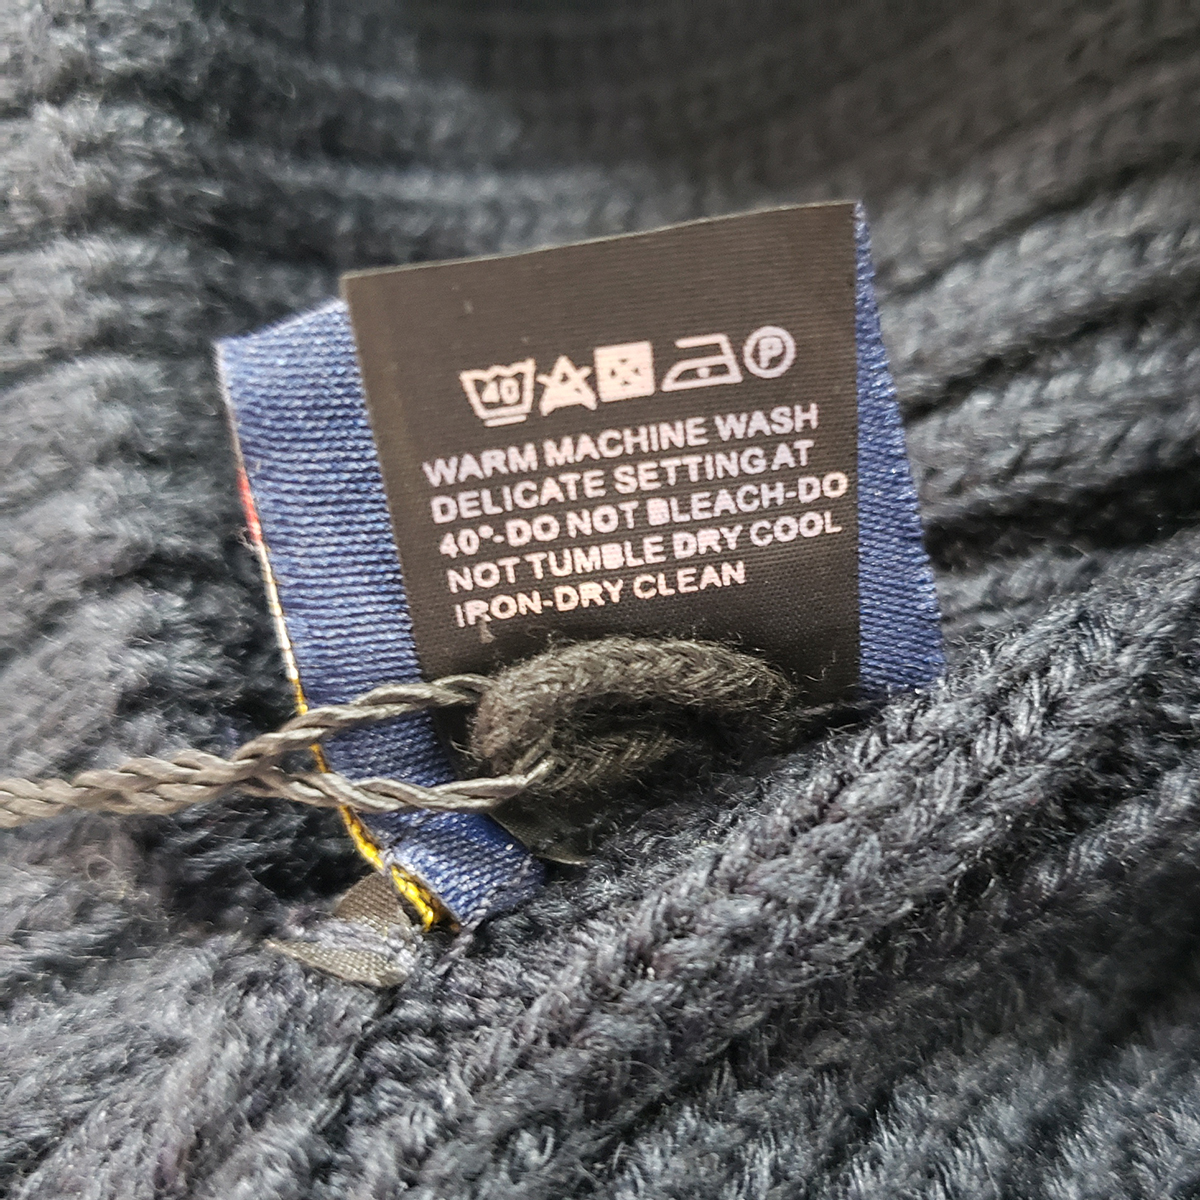 40 P
WARM MACHINE WASH
DELICATE SETTING AT
40°-DO NOT BLEACH-DO
NOT TUMBLE DRY COOL
IRON-DRY CLEAN